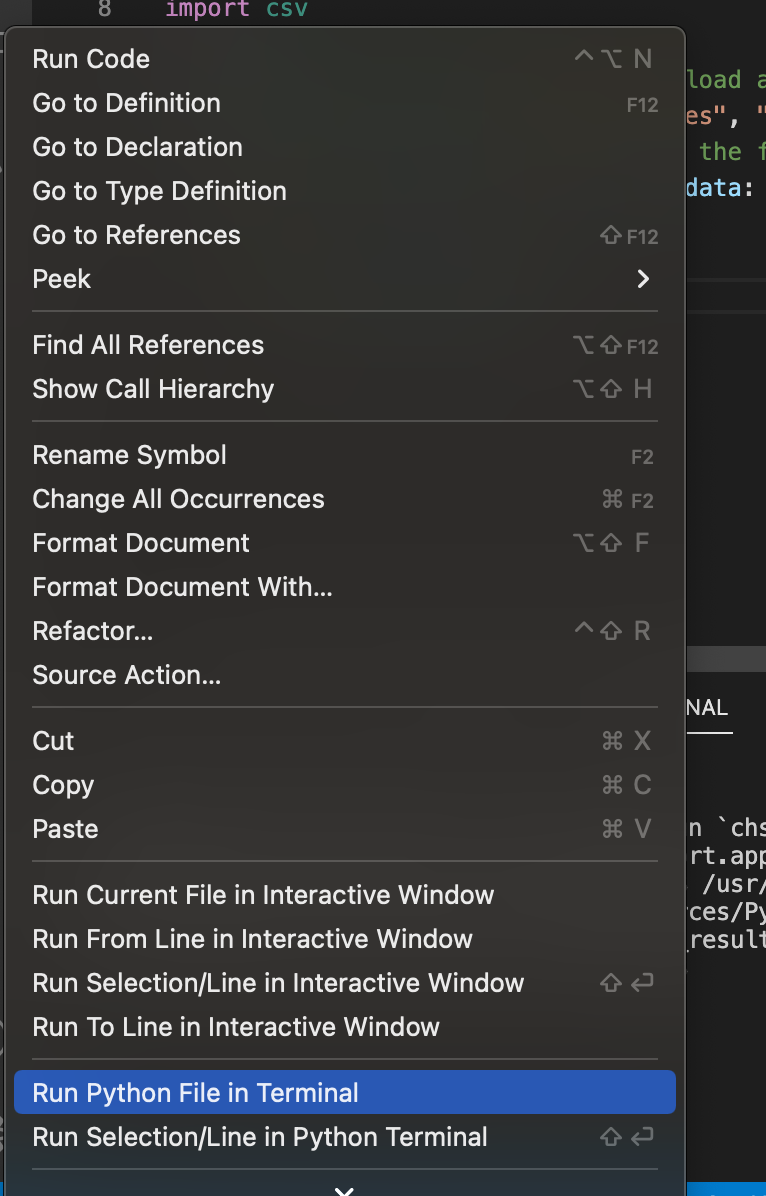 8 import csv
Run Code ^⌥ N
load a
Go to Definition F12
es", "
Go to Declaration
the f
Go to Type Definition
data:
Go to References ⇧F12
Peek
Find All References ⌥⇧F12
Show Call Hierarchy ⌥⇧ H
Rename Symbol F2
Change All Occurrences ⌘ F2
Format Document ⌥⇧ F
Format Document With...
Refactor... ^⇧ R
Source Action...
NAL
Cut ⌘ X
Copy ⌘ C
Paste ⌘ V
n `chs
rt.app
/usr/
Run Current File in Interactive Window
rces/Py
Run From Line in Interactive Window
_result
Run Selection/Line in Interactive Window ⇧ ↩
Run To Line in Interactive Window
Run Python File in Terminal
Run Selection/Line in Python Terminal ⇧ ↩